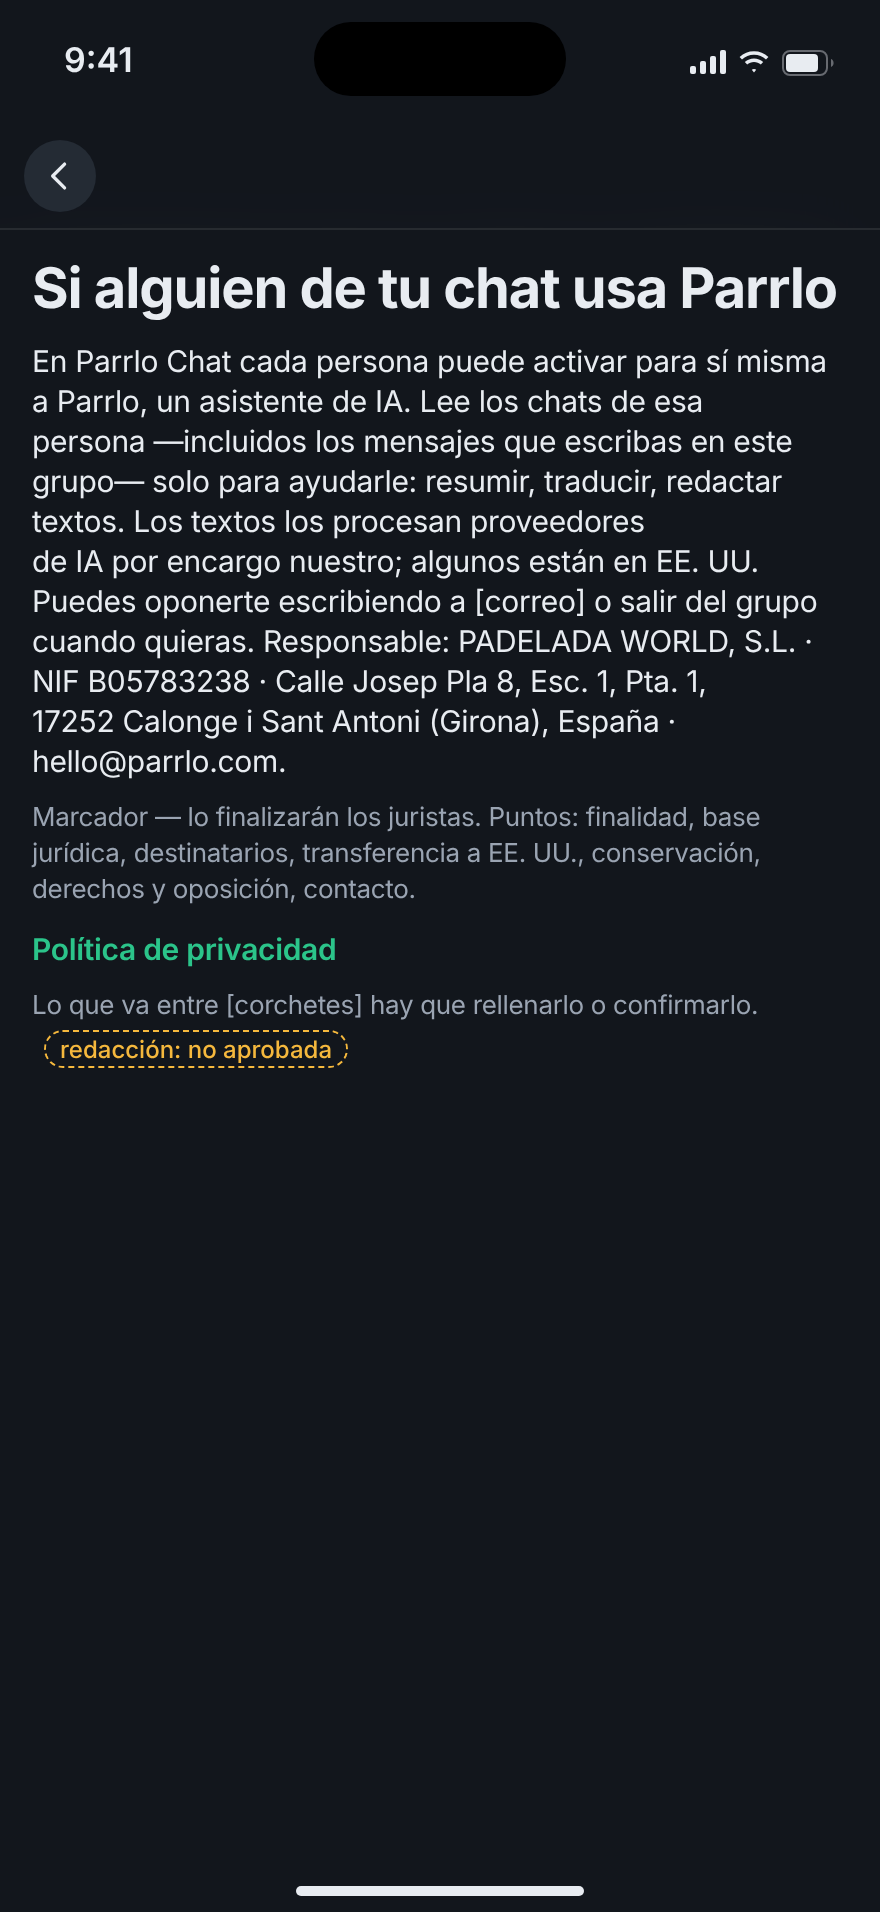 9:41
Si alguien de tu chat usa Parrlo
En Parrlo Chat cada persona puede activar para sí misma
a Parrlo, un asistente de IA. Lee los chats de esa
persona —incluidos los mensajes que escribas en este
grupo— solo para ayudarle: resumir, traducir, redactar
textos. Los textos los procesan proveedores
de IA por encargo nuestro; algunos están en EE. UU.
Puedes oponerte escribiendo a [correo] o salir del grupo
cuando quieras. Responsable: PADELADA WORLD, S.L. ·
NIF B05783238 · Calle Josep Pla 8, Esc. 1, Pta. 1,
17252 Calonge i Sant Antoni (Girona), España ·
hello@parrlo.com.
Marcador — lo finalizarán los juristas. Puntos: finalidad, base
jurídica, destinatarios, transferencia a EE. UU., conservación,
derechos y oposición, contacto.
Política de privacidad
Lo que va entre [corchetes] hay que rellenarlo o confirmarlo.
redacción: no aprobada